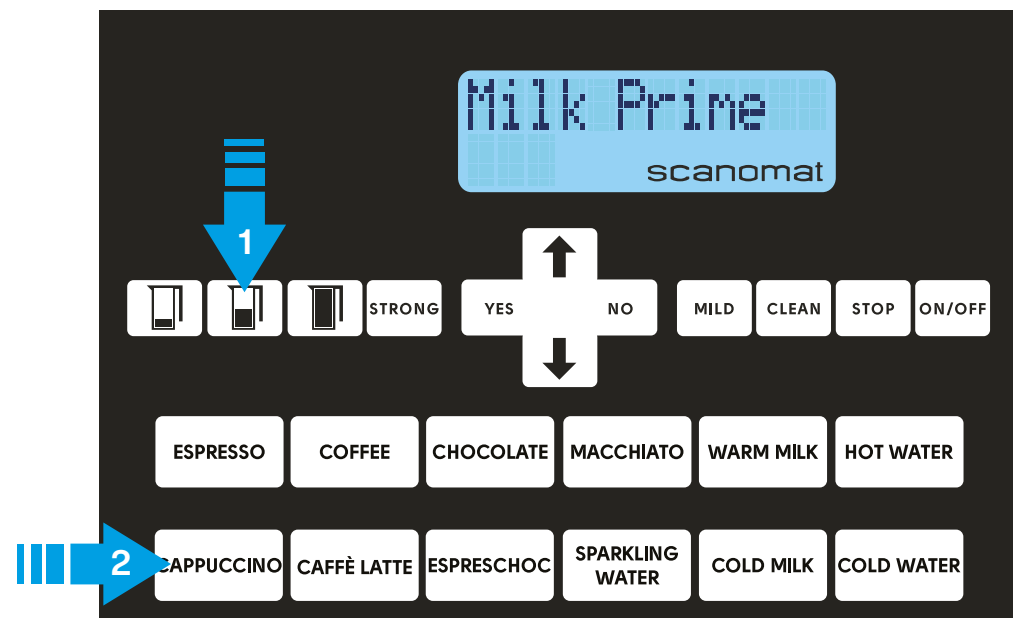 Milk Prime
scanomat
1
STRONG
YES
NO
MILD
CLEAN
STOP
ON/OFF
ESPRESSO
COFFEE
CHOCOLATE
MACCHIATO
WARM MILK
HOT WATER
2
CAPPUCCINO
CAFFÈ LATTE
ESPRESCHOC
SPARKLING
WATER
COLD MILK
COLD WATER